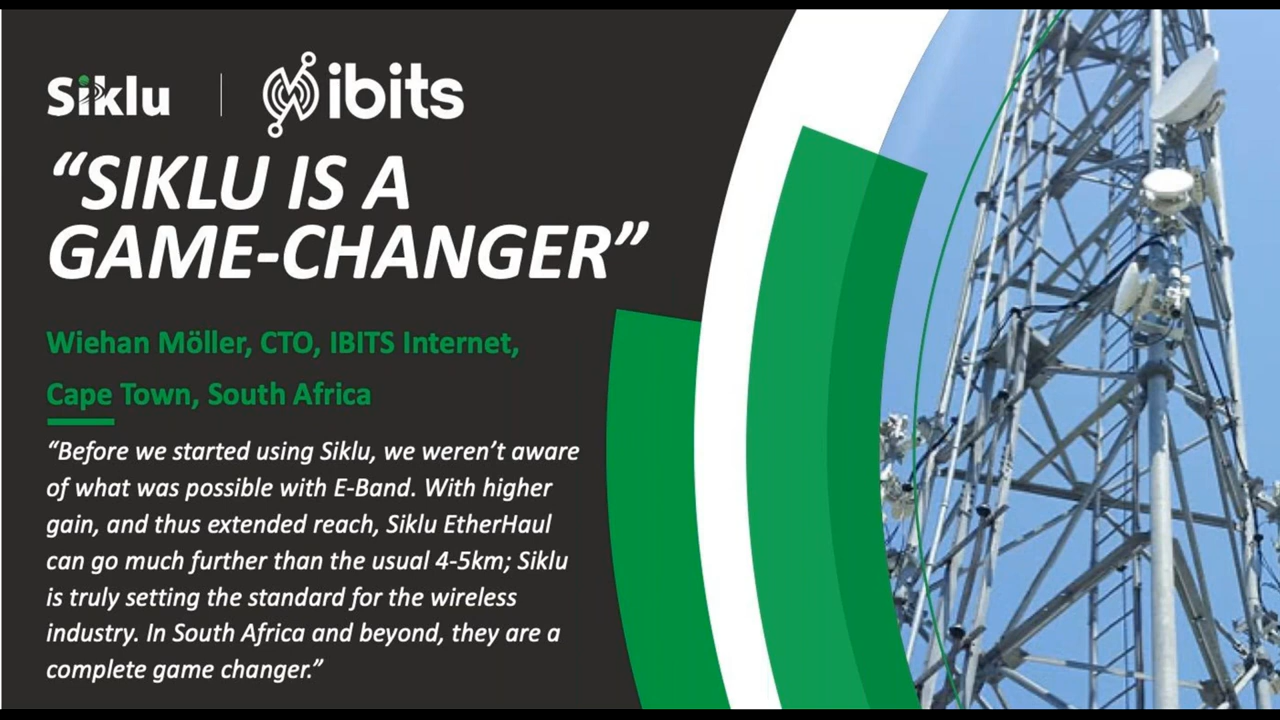 Siklu | ibits
“SIKLU IS A
GAME-CHANGER”
Wiehan Möller, CTO, IBITS Internet,
Cape Town, South Africa
“Before we started using Siklu, we weren’t aware
of what was possible with E-Band. With higher
gain, and thus extended reach, Siklu EtherHaul
can go much further than the usual 4-5km; Siklu
is truly setting the standard for the wireless
industry. In South Africa and beyond, they are a
complete game changer.”